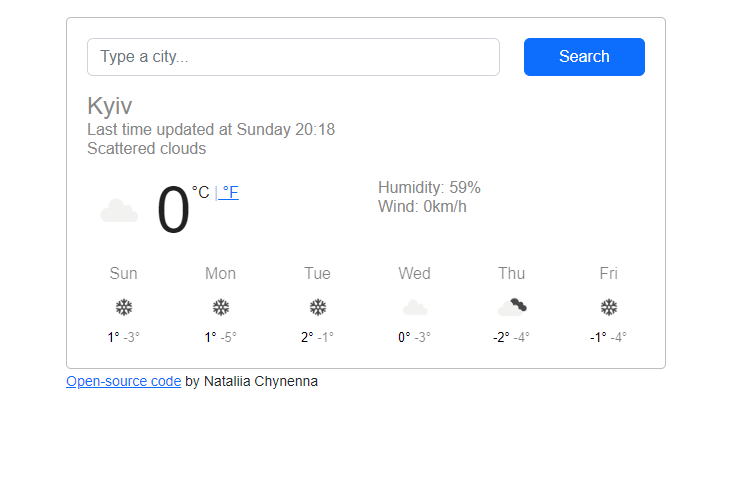 Type a city...
Search
Kyiv
Last time updated at Sunday 20:18
Scattered clouds
0 °C | °F
Humidity: 59%
Wind: 0km/h
Sun Mon Tue Wed Thu Fri
1° -3° 1° -5° 2° -1° 0° -3° -2° -4° -1° -4°
Open-source code by Nataliia Chynenna